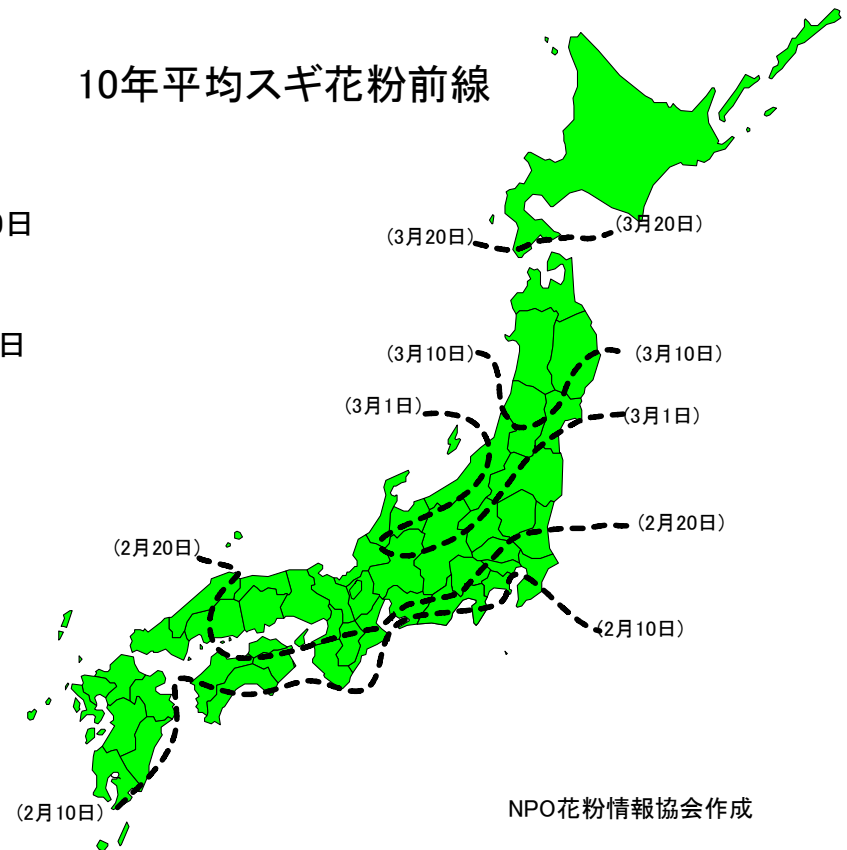 10年平均スギ花粉前線
日
(3月20日)
(3月20日)
日
(3月10日)
(3月10日)
(3月1日)
(3月1日)
(2月20日)
(2月20日)
(2月10日)
(2月10日)
NPO花粉情報協会作成